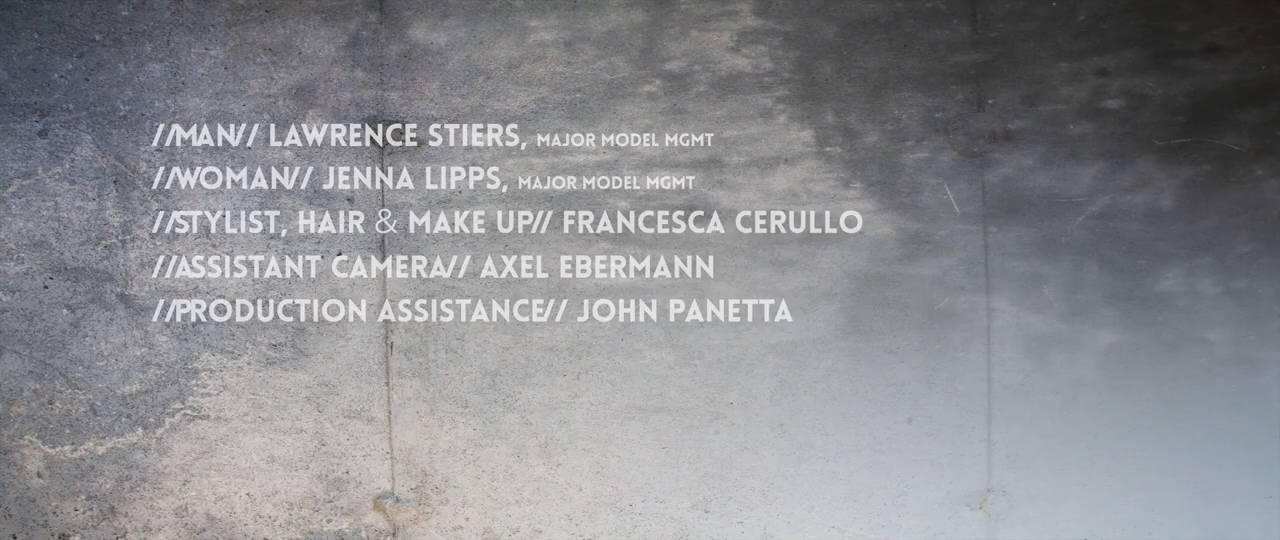 //MAN// LAWRENCE STIERS, MAJOR MODEL MGMT
//WOMAN// JENNA LIPPS, MAJOR MODEL MGMT
//STYLIST, HAIR & MAKE UP// FRANCESCA CERULLO
//ASSISTANT CAMERA// AXEL EBERMANN
//PRODUCTION ASSISTANCE// JOHN PANETTA